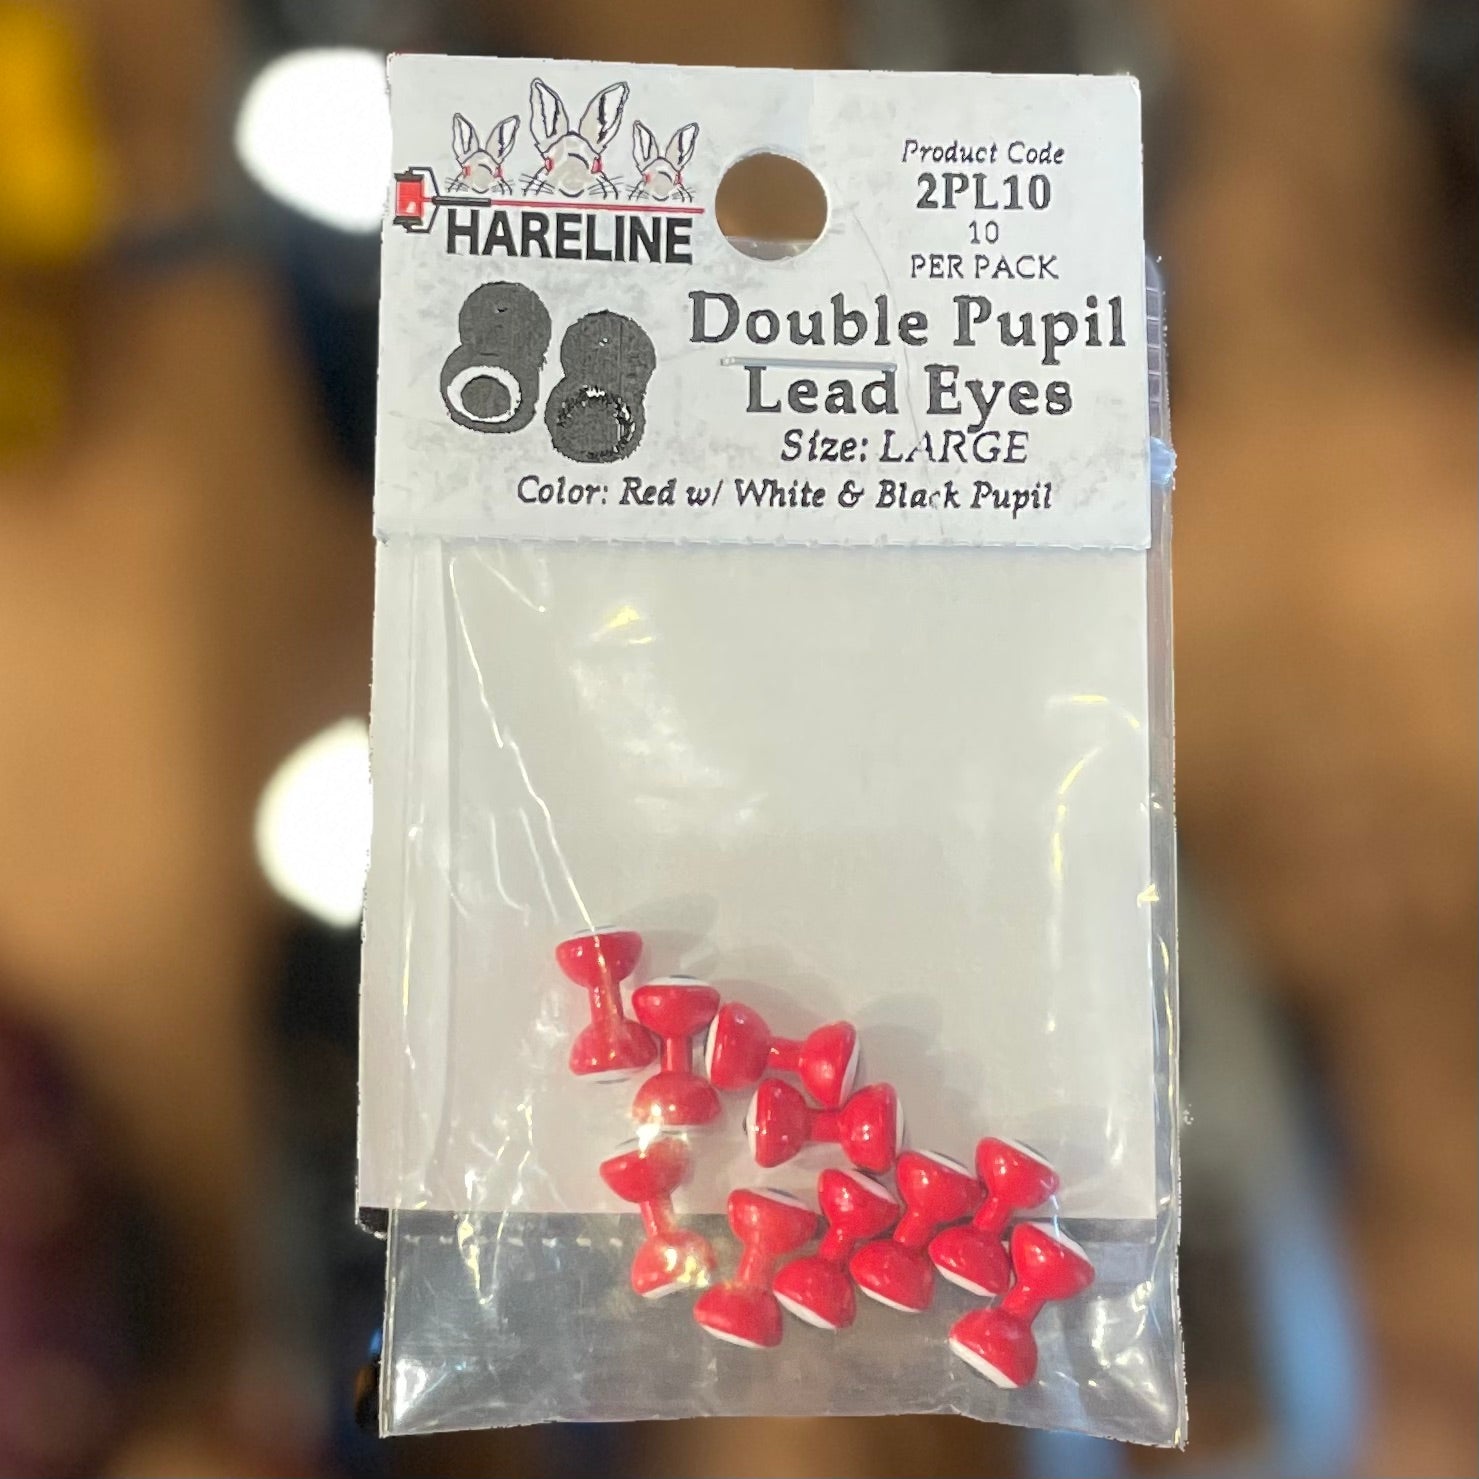 HARELINE
Product Code
2PL10
10
PER PACK
Double Pupil
Lead Eyes
Size: LARGE
Color: Red w/ White & Black Pupil